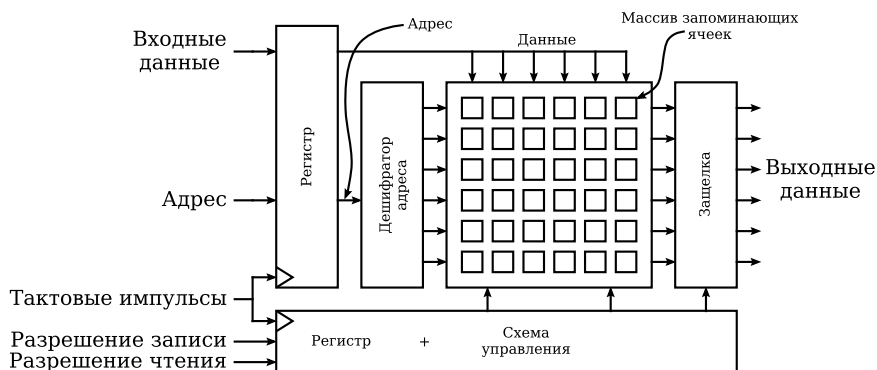 Адрес
Массив запоминающих
ячеек
Входные
данные
Данные
Регистр
Дешифратор
адреса
Защелка
Выходные
данные
Адрес
Тактовые импульсы
Разрешение записи
Разрешение чтения
Регистр + Схема
управления